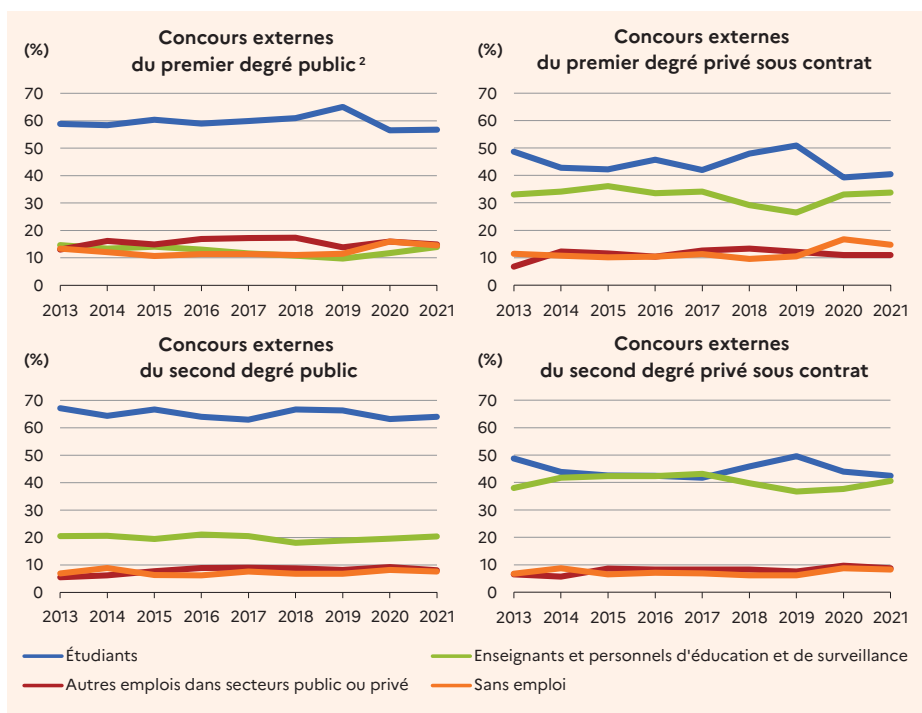 Concours externes
du premier degré public ²
(%)
70
60
50
40
30
20
10
0
2013 2014 2015 2016 2017 2018 2019 2020 2021
Concours externes
du premier degré privé sous contrat
(%)
70
60
50
40
30
20
10
0
2013 2014 2015 2016 2017 2018 2019 2020 2021
Concours externes
du second degré public
(%)
70
60
50
40
30
20
10
0
2013 2014 2015 2016 2017 2018 2019 2020 2021
Concours externes
du second degré privé sous contrat
(%)
70
60
50
40
30
20
10
0
2013 2014 2015 2016 2017 2018 2019 2020 2021
Étudiants
Enseignants et personnels d'éducation et de surveillance
Autres emplois dans secteurs public ou privé
Sans emploi